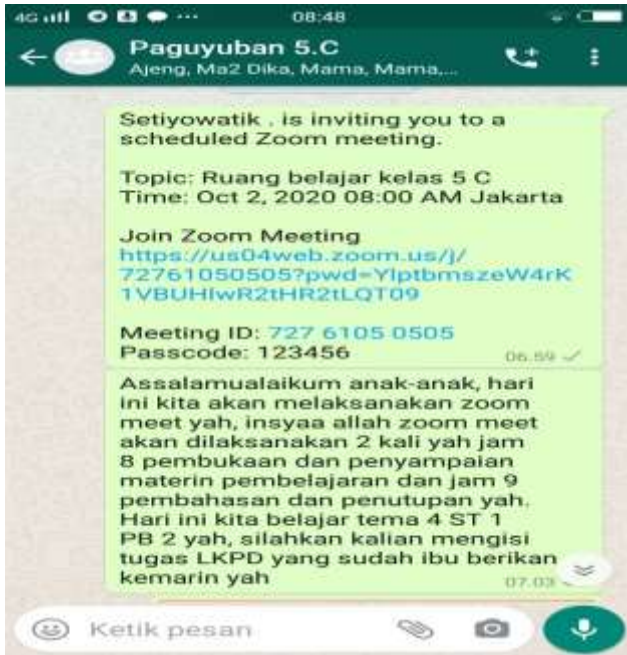 4G 08:48
Paguyuban 5.C
Ajeng, Ma2 Dika, Mama, Mama,...
Setiyowatik . is inviting you to a
scheduled Zoom meeting.
Topic: Ruang belajar kelas 5 C
Time: Oct 2, 2020 08:00 AM Jakarta
Join Zoom Meeting
https://us04web.zoom.us/j/
72761050505?pwd=YlptbmszeW4rK
1VBUHIwR2tHR2tLQT09
Meeting ID: 727 6105 0505
Passcode: 123456
06.59
Assalamualaikum anak-anak, hari
ini kita akan melaksanakan zoom
meet yah, insyaa allah zoom meet
akan dilaksanakan 2 kali yah jam
8 pembukaan dan penyampaian
materin pembelajaran dan jam 9
pembahasan dan penutupan yah.
Hari ini kita belajar tema 4 ST 1
PB 2 yah, silahkan kalian mengisi
tugas LKPD yang sudah ibu berikan
kemarin yah
07.03
Ketik pesan